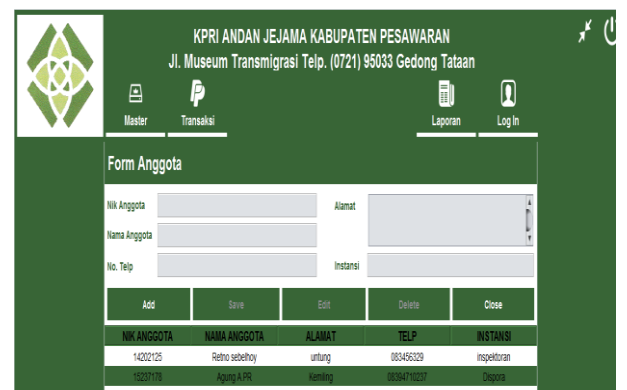 KPRI ANDAN JEJAMA KABUPATEN PESAWARAN
Jl. Museum Transmigrasi Telp. (0721) 95033 Gedong Tataan
Master Transaksi Laporan Log In
Form Anggota
Nik Anggota Alamat
Nama Anggota
No. Telp Instansi
Add Save Edit Delete Close
NIK ANGGOTA NAMA ANGGOTA ALAMAT TELP INSTANSI
14202125 Retno sebelhoy untung 083456329 inspektoran
15237178 Agung A PR Kemiling 08394710237 Dispora